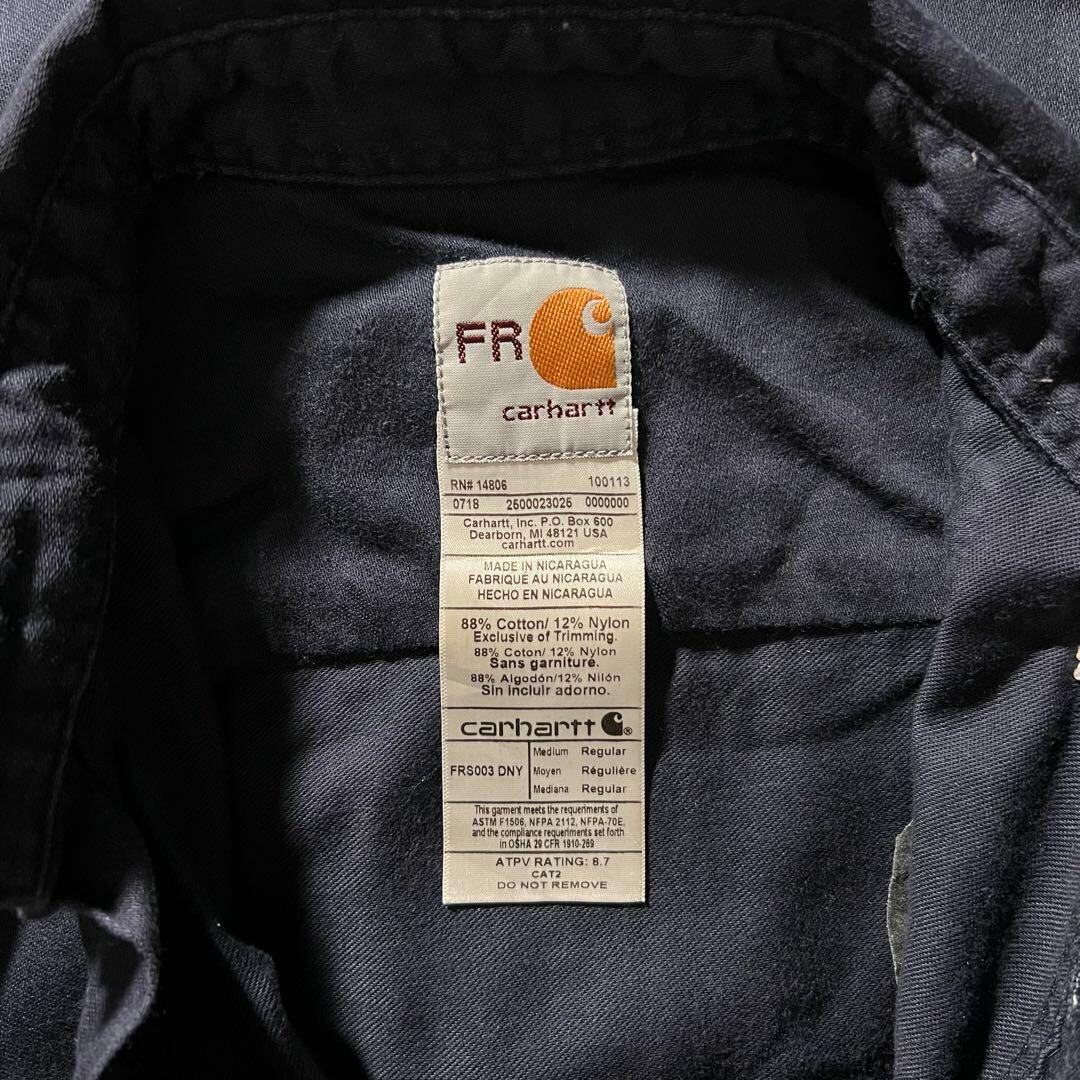 FR
carhartt
RN# 14806 100113
0718 2500023025 0000000
Carhartt, Inc. P.O. Box 600
Dearborn, MI 48121 USA
carhartt.com
MADE IN NICARAGUA
FABRIQUE AU NICARAGUA
HECHO EN NICARAGUA
88% Cotton/ 12% Nylon
Exclusive of Trimming.
88% Coton/ 12% Nylon
Sans garniture.
88% Algodón/12% Nilón
Sin incluir adorno.
carhartt®
FRS003 DNY
Medium Regular
Moyen Régulière
Mediana Regular
This garment meets the requeriments of
ASTM F1506, NFPA 2112, NFPA-70E,
and the compliance requeriments set forth
in OSHA 29 CFR 1910-269
ATPV RATING: 8.7
CAT2
DO NOT REMOVE